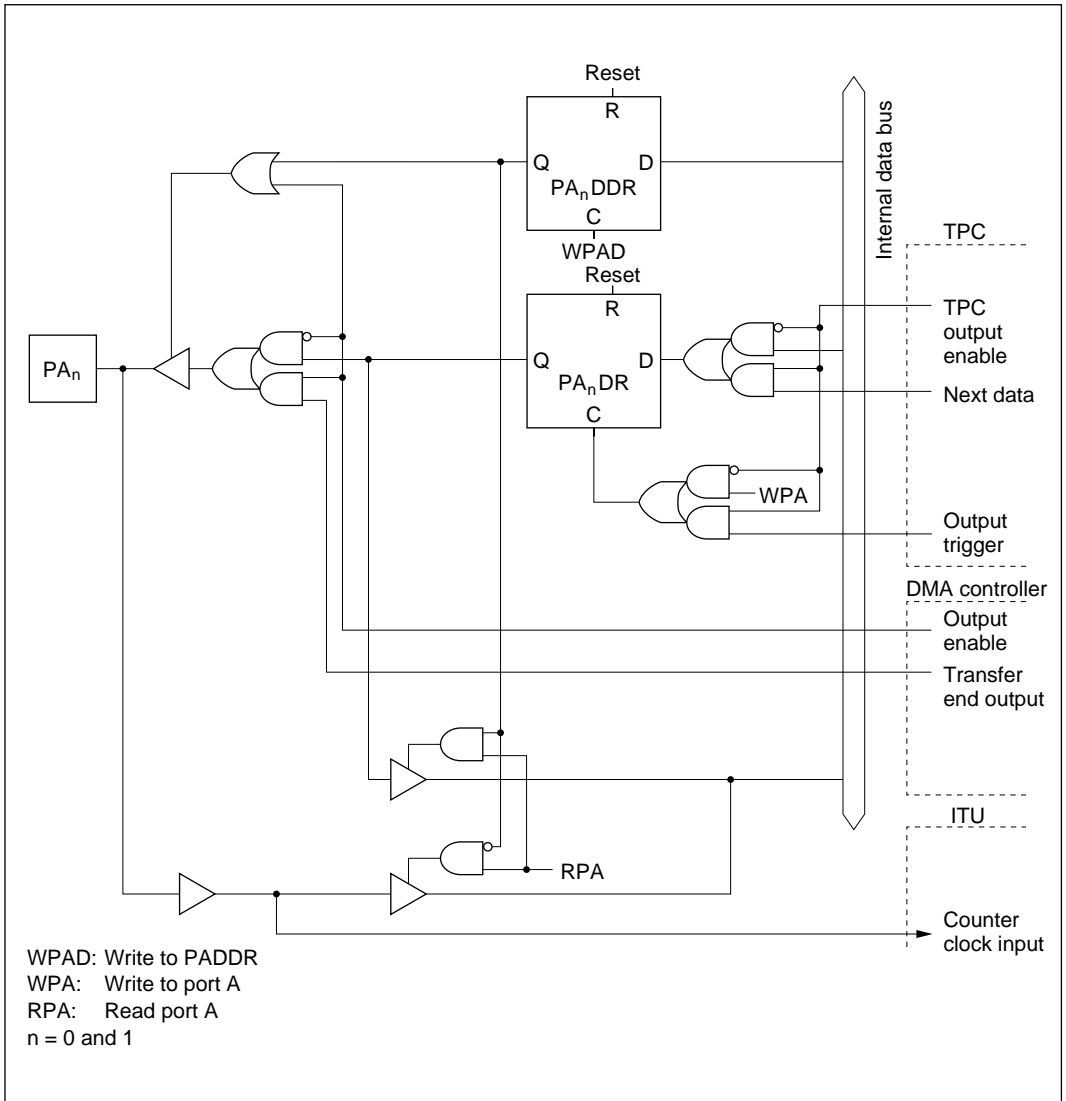 Reset
R
Q
D
PAnDDR
C
WPAD
Internal data bus
TPC
Reset
R
TPC
output
enable
PAn
Q
D
PAnDR
Next data
C
WPA
Output
trigger
DMA controller
Output
enable
Transfer
end output
ITU
RPA
Counter
clock input
WPAD: Write to PADDR
WPA: Write to port A
RPA: Read port A
n = 0 and 1